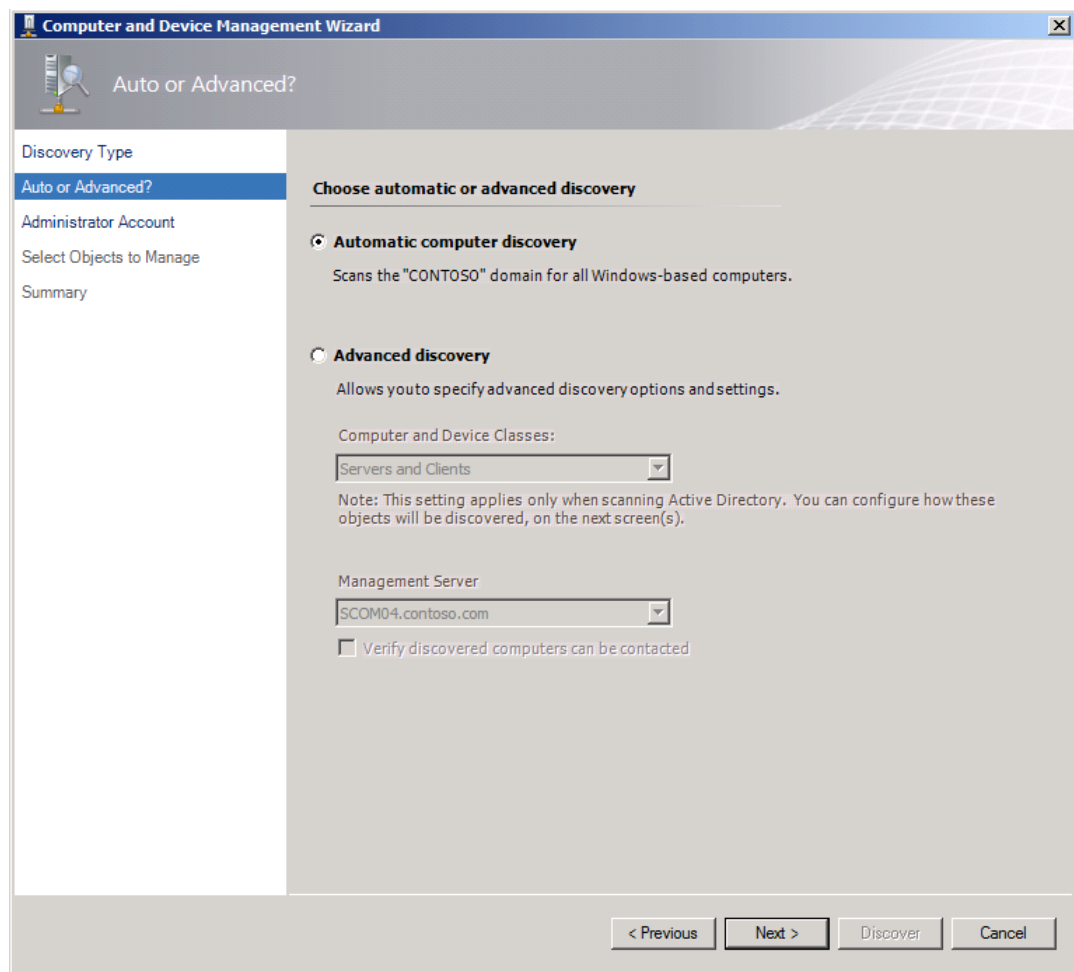 Computer and Device Management Wizard
Auto or Advanced?
Discovery Type
Auto or Advanced?
Administrator Account
Select Objects to Manage
Summary
Choose automatic or advanced discovery
Automatic computer discovery
Scans the "CONTOSO" domain for all Windows-based computers.
Advanced discovery
Allows youto specify advanced discovery options and settings.
Computer and Device Classes:
Servers and Clients
Note: This setting applies only when scanning Active Directory. You can configure how these
objects will be discovered, on the next screen(s).
Management Server
SCOM04.contoso.com
Verify discovered computers can be contacted
< Previous
Next >
Discover
Cancel